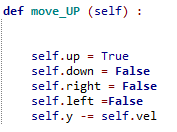 def move_UP (self) :
self.up = True
self.down = False
self.right = False
self.left =False
self.y -= self.vel